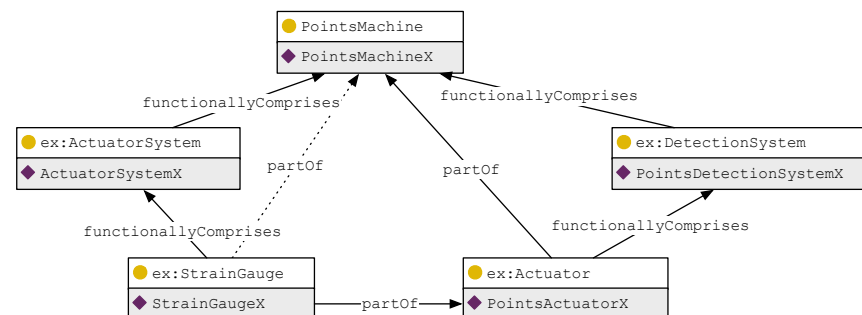 PointsMachine
PointsMachineX
functionallyComprises
functionallyComprises
ex:ActuatorSystem
ActuatorSystemX
partOf
partOf
ex:DetectionSystem
PointsDetectionSystemX
functionallyComprises
functionallyComprises
ex:StrainGauge
StrainGaugeX
partOf
ex:Actuator
PointsActuatorX